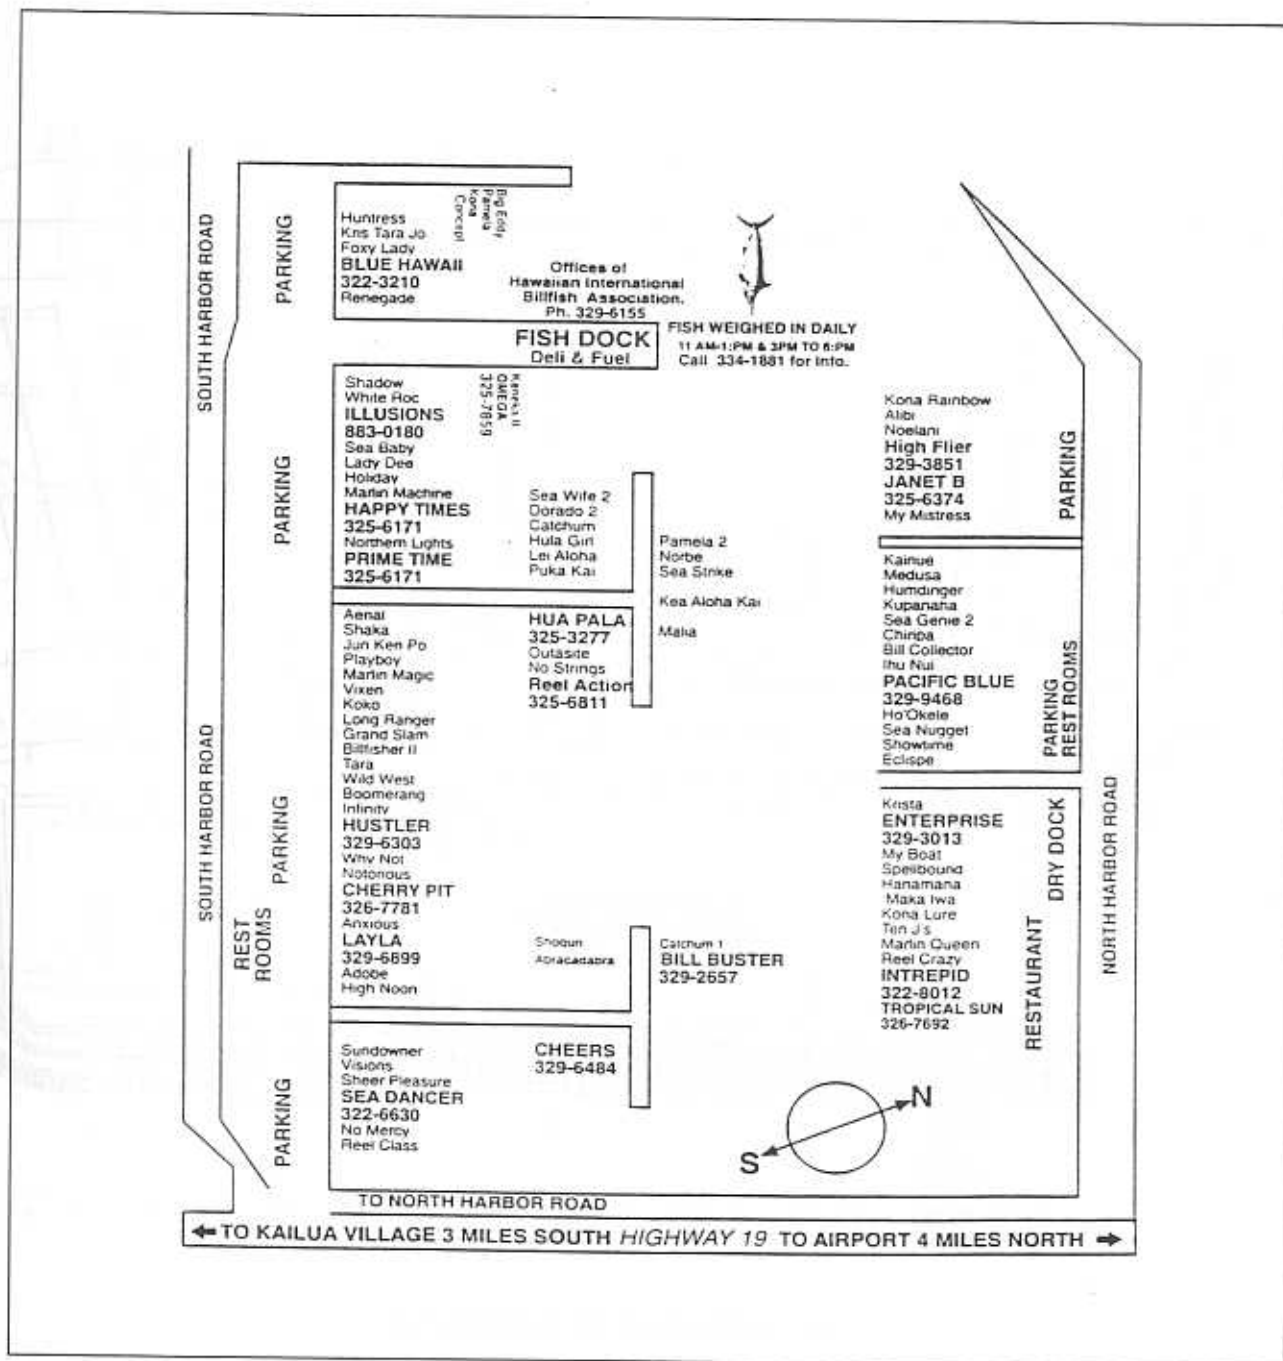 SOUTH HARBOR ROAD
PARKING
Huntress
Kris Tara Jo
Foxy Lady
BLUE HAWAII
322-3210
Renegade
Big Eddy
Pamela
Kona
Concept
Offices of
Hawaiian International
Billfish Association.
Ph. 329-6155
FISH DOCK
Deli & Fuel
FISH WEIGHED IN DAILY
11 AM-1:PM & 3PM TO 6:PM
Call 334-1881 for Info.
PARKING
Shadow
White Roc
ILLUSIONS
883-0180
Sea Baby
Lady Dee
Holiday
Marlin Machine
HAPPY TIMES
325-6171
Northern Lights
PRIME TIME
325-6171
OMEGA
325-7859
Sea Wife 2
Dorado 2
Catchum
Hula Girl
Lei Aloha
Puka Kai
Pamela 2
Norbe
Sea Strike
Kea Aloha Kai
Malia
Kona Rainbow
Alibi
Noelani
High Flier
329-3851
JANET B
325-6374
My Mistress
PARKING
SOUTH HARBOR ROAD
REST
ROOMS
PARKING
Aenai
Shaka
Jun Ken Po
Playboy
Marlin Magic
Vixen
Koko
Long Ranger
Grand Slam
Billfisher II
Tara
Wild West
Boomerang
Infinity
HUSTLER
329-6303
Why Not
Notorious
CHERRY PIT
326-7781
Anxious
LAYLA
329-6899
Adobe
High Noon
HUA PALA
325-3277
Outasite
No Strings
Reel Action
325-6811
Shogun
Abracadabra
Catchum 1
BILL BUSTER
329-2657
Kainue
Medusa
Humdinger
Kupanaha
Sea Genie 2
Chiripa
Bill Collector
Ihu Nui
PACIFIC BLUE
329-9468
Ho'Okele
Sea Nugget
Showtime
Eclispe
PARKING
REST ROOMS
Krista
ENTERPRISE
329-3013
My Boat
Spellbound
Hanamana
Maka Iwa
Kona Lure
Ten J's
Marlin Queen
Reel Crazy
INTREPID
322-8012
TROPICAL SUN
326-7692
RESTAURANT
DRY DOCK
NORTH HARBOR ROAD
PARKING
Sundowner
Visions
Sheer Pleasure
SEA DANCER
322-6630
No Mercy
Reel Class
CHEERS
329-6484
N
S
TO NORTH HARBOR ROAD
TO KAILUA VILLAGE 3 MILES SOUTH HIGHWAY 19 TO AIRPORT 4 MILES NORTH